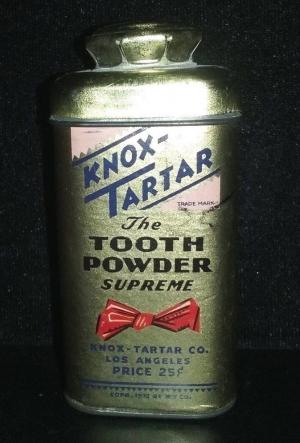 KNOX-
TARTAR
TRADE MARK
The
TOOTH
POWDER
SUPREME
KNOX-TARTAR CO.
LOS ANGELES
PRICE 25¢